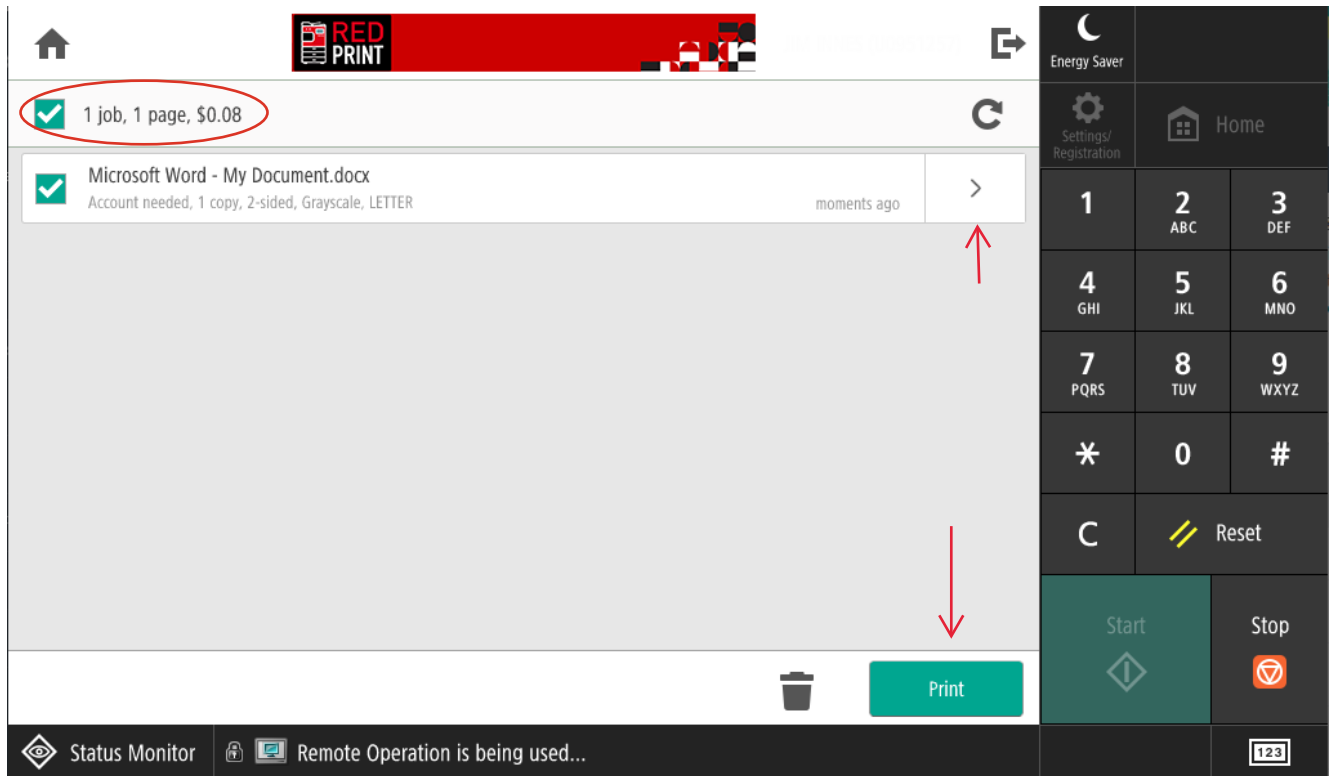 RED
PRINT
1 job, 1 page, $0.08
Microsoft Word - My Document.docx
Account needed, 1 copy, 2-sided, Grayscale, LETTER
moments ago
Print
Status Monitor
Remote Operation is being used...
Energy Saver
Settings/
Registration
Home
1
2
ABC
3
DEF
4
GHI
5
JKL
6
MNO
7
PQRS
8
TUV
9
WXYZ
*
0
#
C
Reset
Start
Stop
123